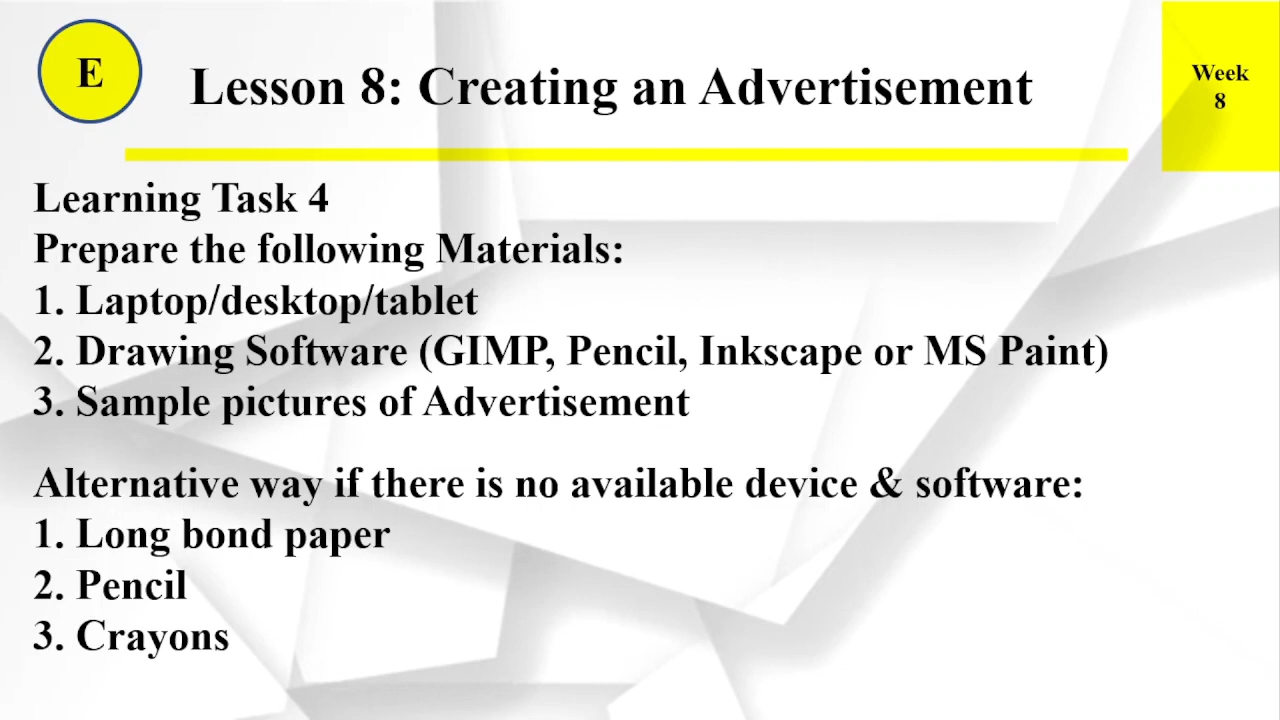 E
Lesson 8: Creating an Advertisement
Week
8
Learning Task 4
Prepare the following Materials:
1. Laptop/desktop/tablet
2. Drawing Software (GIMP, Pencil, Inkscape or MS Paint)
3. Sample pictures of Advertisement
Alternative way if there is no available device & software:
1. Long bond paper
2. Pencil
3. Crayons